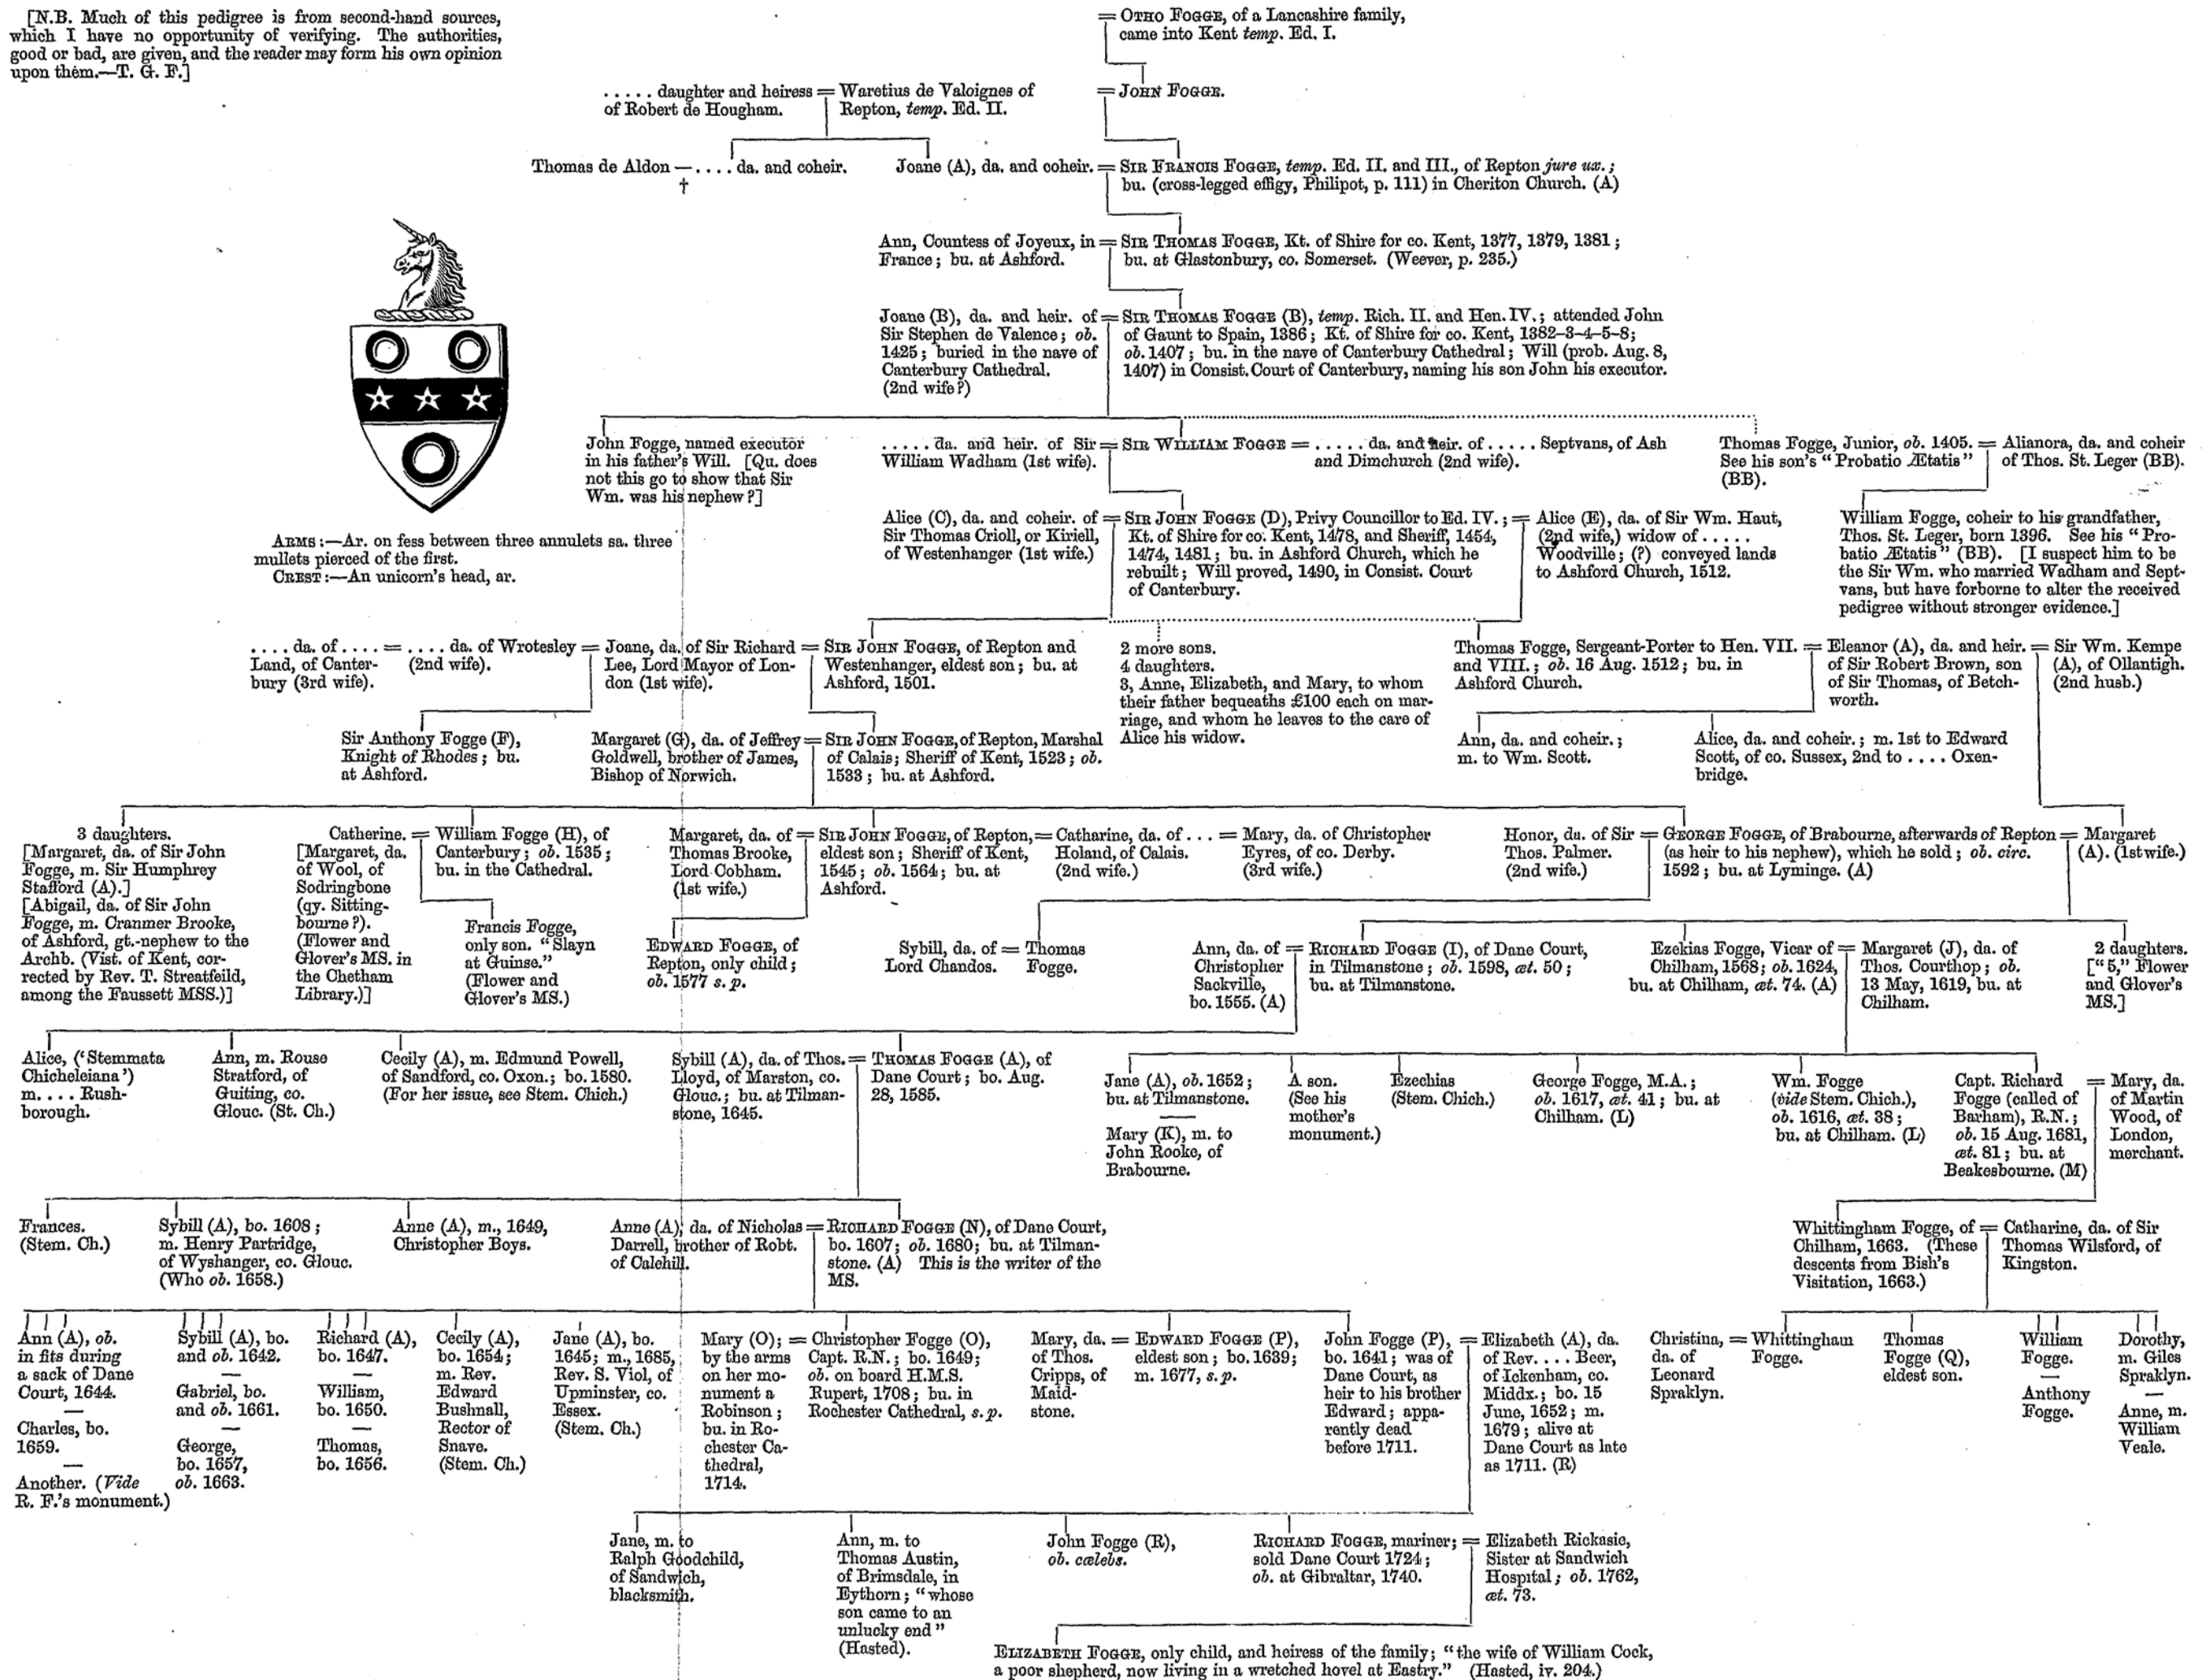 [N.B. Much of this pedigree is from second-hand sources,
which I have no opportunity of verifying. The authorities,
good or bad, are given, and the reader may form his own opinion
upon them.—T. G. F.]
= OTHO FOGGE, of a Lancashire family,
came into Kent temp. Ed. I.
. . . . . daughter and heiress = Waretius de Valoignes of
of Robert de Hougham.
Repton, temp. Ed. II.
= JOHN FOGGE.
Thomas de Aldon — . . . . da. and coheir.
†
Joane (A), da. and coheir. = SIR FRANCIS FOGGE, temp. Ed. II. and III., of Repton jure ux.;
bu. (cross-legged effigy, Philipot, p. 111) in Cheriton Church. (A)
Ann, Countess of Joyeux, in =
France; bu. at Ashford.
SIR THOMAS FOGGE, Kt. of Shire for co. Kent, 1377, 1379, 1381;
bu. at Glastonbury, co. Somerset. (Weever, p. 235.)
Joane (B), da. and heir. of =
Sir Stephen de Valence; ob.
1425; buried in the nave of
Canterbury Cathedral.
(2nd wife?)
SIR THOMAS FOGGE (B), temp. Rich. II. and Hen. IV.; attended John
of Gaunt to Spain, 1386; Kt. of Shire for co. Kent, 1382-3-4-5-8;
ob. 1407; bu. in the nave of Canterbury Cathedral; Will (prob. Aug. 8,
1407) in Consist. Court of Canterbury, naming his son John his executor.
John Fogge, named executor
in his father's Will. [Qu. does
not this go to show that Sir
Wm. was his nephew?]
. . . . . da. and heir. of Sir =
William Wadham (1st wife).
SIR WILLIAM FOGGE =
. . . . . da. and heir. of . . . . . Septvans, of Ash
and Dimchurch (2nd wife).
Thomas Fogge, Junior, ob. 1405. =
See his son's "Probatio Ætatis"
(BB).
Alianora, da. and coheir
of Thos. St. Leger (BB).
ARMS:—Ar. on fess between three annulets sa. three
mullets pierced of the first.
CREST:—An unicorn's head, ar.
Alice (C), da. and coheir. of =
Sir Thomas Crioll, or Kiriell,
of Westenhanger (1st wife.)
SIR JOHN FOGGE (D), Privy Councillor to Ed. IV.; =
Kt. of Shire for co. Kent, 1478, and Sheriff, 1454,
1474, 1481; bu. in Ashford Church, which he
rebuilt; Will proved, 1490, in Consist. Court
of Canterbury.
Alice (E), da. of Sir Wm. Haut,
(2nd wife,) widow of . . . . .
Woodville; (?) conveyed lands
to Ashford Church, 1512.
William Fogge, coheir to his grandfather,
Thos. St. Leger, born 1396. See his "Pro-
batio Ætatis" (BB). [I suspect him to be
the Sir Wm. who married Wadham and Sept-
vans, but have forborne to alter the received
pedigree without stronger evidence.]
. . . . da. of . . . . =
Land, of Canter-
bury (3rd wife).
. . . . da. of Wrotesley =
(2nd wife).
Joane, da. of Sir Richard =
Lee, Lord Mayor of Lon-
don (1st wife).
SIR JOHN FOGGE, of Repton and
Westenhanger, eldest son; bu. at
Ashford, 1501.
2 more sons.
4 daughters.
3, Anne, Elizabeth, and Mary, to whom
their father bequeaths £100 each on mar-
riage, and whom he leaves to the care of
Alice his widow.
Thomas Fogge, Sergeant-Porter to Hen. VII. =
and VIII.; ob. 16 Aug. 1512; bu. in
Ashford Church.
Eleanor (A), da. and heir. =
of Sir Robert Brown, son
of Sir Thomas, of Betch-
worth.
Sir Wm. Kempe
(A), of Ollantigh.
(2nd husb.)
Sir Anthony Fogge (F),
Knight of Rhodes; bu.
at Ashford.
Margaret (G), da. of Jeffrey =
Goldwell, brother of James,
Bishop of Norwich.
SIR JOHN FOGGE, of Repton, Marshal
of Calais; Sheriff of Kent, 1523; ob.
1533; bu. at Ashford.
Ann, da. and coheir.;
m. to Wm. Scott.
Alice, da. and coheir.; m. 1st to Edward
Scott, of co. Sussex, 2nd to . . . . Oxen-
bridge.
3 daughters.
[Margaret, da. of Sir John
Fogge, m. Sir Humphrey
Stafford (A).]
[Abigail, da. of Sir John
Fogge, m. Cranmer Brooke,
of Ashford, gt.-nephew to the
Archb. (Vist. of Kent, cor-
rected by Rev. T. Streatfeild,
among the Faussett MSS.)]
Catherine. =
[Margaret, da.
of Wool, of
Sodringbone
(qy. Sitting-
bourne?).
(Flower and
Glover's MS. in
the Chetham
Library.)]
William Fogge (H), of
Canterbury; ob. 1535;
bu. in the Cathedral.
Francis Fogge,
only son. "Slayn
at Guinse."
(Flower and
Glover's MS.)
Margaret, da. of =
Thomas Brooke,
Lord Cobham.
(1st wife.)
SIR JOHN FOGGE, of Repton, =
eldest son; Sheriff of Kent,
1545; ob. 1564; bu. at
Ashford.
Catharine, da. of . . . =
Holand, of Calais.
(2nd wife.)
Mary, da. of Christopher
Eyres, of co. Derby.
(3rd wife.)
Honor, da. of Sir =
Thos. Palmer.
(2nd wife.)
GEORGE FOGGE, of Brabourne, afterwards of Repton =
(as heir to his nephew), which he sold; ob. circ.
1592; bu. at Lyminge. (A)
Margaret
(A). (1st wife.)
EDWARD FOGGE, of
Repton, only child;
ob. 1577 s. p.
Sybill, da. of =
Lord Chandos.
Thomas
Fogge.
Ann, da. of =
Christopher
Sackville,
bo. 1555. (A)
RICHARD FOGGE (I), of Dane Court,
in Tilmanstone; ob. 1598, æt. 50;
bu. at Tilmanstone.
Ezekias Fogge, Vicar of =
Chilham, 1568; ob. 1624,
bu. at Chilham, æt. 74. (A)
Margaret (J), da. of
Thos. Courthop; ob.
13 May, 1619, bu. at
Chilham.
2 daughters.
["5," Flower
and Glover's
MS.]
Alice, ('Stemmata
Chicheleiana')
m. . . . Rush-
borough.
Ann, m. Rouse
Stratford, of
Guiting, co.
Glouc. (St. Ch.)
Cecily (A), m. Edmund Powell,
of Sandford, co. Oxon.; bo. 1580.
(For her issue, see Stem. Chich.)
Sybill (A), da. of Thos. =
Lloyd, of Marston, co.
Glouc.; bu. at Tilman-
stone, 1645.
THOMAS FOGGE (A), of
Dane Court; bo. Aug.
28, 1585.
Jane (A), ob. 1652;
bu. at Tilmanstone.
—
Mary (K), m. to
John Rooke, of
Brabourne.
A son.
(See his
mother's
monument.)
Ezechias
(Stem. Chich.)
George Fogge, M.A.;
ob. 1617, æt. 41; bu. at
Chilham. (L)
Wm. Fogge
(vide Stem. Chich.),
ob. 1616, æt. 38;
bu. at Chilham. (L)
Capt. Richard =
Fogge (called of
Barham), R.N.;
ob. 15 Aug. 1681,
æt. 81; bu. at
Beakesbourne. (M)
Mary, da.
of Martin
Wood, of
London,
merchant.
Frances.
(Stem. Ch.)
Sybill (A), bo. 1608;
m. Henry Partridge,
of Wyshanger, co. Glouc.
(Who ob. 1658.)
Anne (A), m., 1649,
Christopher Boys.
Anne (A), da. of Nicholas =
Darrell, brother of Robt.
of Calehill.
RICHARD FOGGE (N), of Dane Court,
bo. 1607; ob. 1680; bu. at Tilman-
stone. (A) This is the writer of the
MS.
Whittingham Fogge, of =
Chilham, 1663. (These
descents from Bish's
Visitation, 1663.)
Catharine, da. of Sir
Thomas Wilsford, of
Kingston.
Ann (A), ob.
in fits during
a sack of Dane
Court, 1644.
—
Charles, bo.
1659.
—
Another. (Vide
R. F.'s monument.)
Sybill (A), bo.
and ob. 1642.
—
Gabriel, bo.
and ob. 1661.
—
George,
bo. 1657,
ob. 1663.
Richard (A),
bo. 1647.
—
William,
bo. 1650.
—
Thomas,
bo. 1656.
Cecily (A),
bo. 1654;
m. Rev.
Edward
Bushnall,
Rector of
Snave.
(Stem. Ch.)
Jane (A), bo.
1645; m., 1685,
Rev. S. Viol, of
Upminster, co.
Essex.
(Stem. Ch.)
Mary (O); =
by the arms
on her mo-
nument a
Robinson;
bu. in Ro-
chester Ca-
thedral,
1714.
Christopher Fogge (O),
Capt. R.N.; bo. 1649;
ob. on board H.M.S.
Rupert, 1708; bu. in
Rochester Cathedral, s. p.
Mary, da. =
of Thos.
Cripps, of
Maid-
stone.
EDWARD FOGGE (P),
eldest son; bo. 1639;
m. 1677, s. p.
John Fogge (P), =
bo. 1641; was of
Dane Court, as
heir to his brother
Edward; appa-
rently dead
before 1711.
Elizabeth (A), da.
of Rev. . . . Beer,
of Ickenham, co.
Middx.; bo. 15
June, 1652; m.
1679; alive at
Dane Court as late
as 1711. (R)
Christina, =
da. of
Leonard
Spraklyn.
Whittingham
Fogge.
Thomas
Fogge (Q),
eldest son.
William
Fogge.
—
Anthony
Fogge.
Dorothy,
m. Giles
Spraklyn.
—
Anne, m.
William
Veale.
Jane, m. to
Ralph Goodchild,
of Sandwich,
blacksmith.
Ann, m. to
Thomas Austin,
of Brimsdale, in
Eythorn; "whose
son came to an
unlucky end"
(Hasted).
John Fogge (R),
ob. cælebs.
RICHARD FOGGE, mariner; =
sold Dane Court 1724;
ob. at Gibraltar, 1740.
Elizabeth Rickasie,
Sister at Sandwich
Hospital; ob. 1762,
æt. 73.
ELIZABETH FOGGE, only child, and heiress of the family; "the wife of William Cock,
a poor shepherd, now living in a wretched hovel at Eastry." (Hasted, iv. 204.)